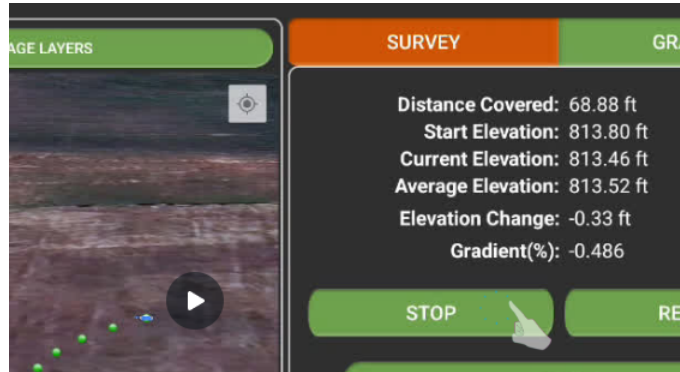 AGE LAYERS
SURVEY
GRA
Distance Covered: 68.88 ft
Start Elevation: 813.80 ft
Current Elevation: 813.46 ft
Average Elevation: 813.52 ft
Elevation Change: -0.33 ft
Gradient(%): -0.486
STOP
RE